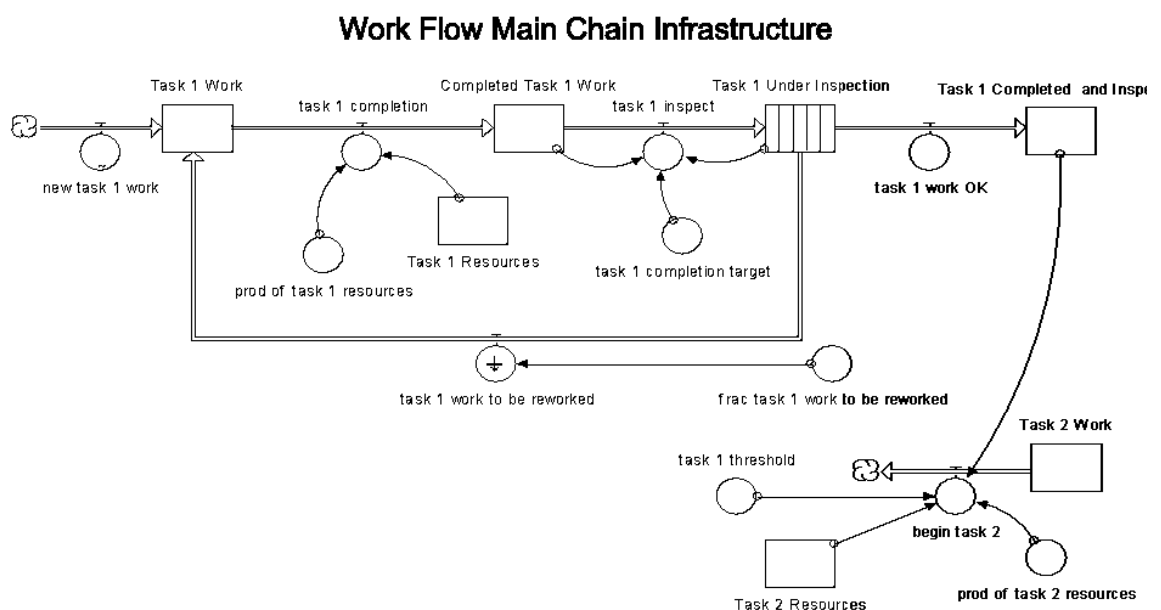 Work Flow Main Chain Infrastructure
Task 1 Work
task 1 completion
Completed Task 1 Work
task 1 inspect
Task 1 Under Inspection
Task 1 Completed and Inspe
new task 1 work
task 1 work OK
prod of task 1 resources
Task 1 Resources
task 1 completion target
task 1 work to be reworked
frac task 1 work to be reworked
Task 2 Work
task 1 threshold
begin task 2
Task 2 Resources
prod of task 2 resources